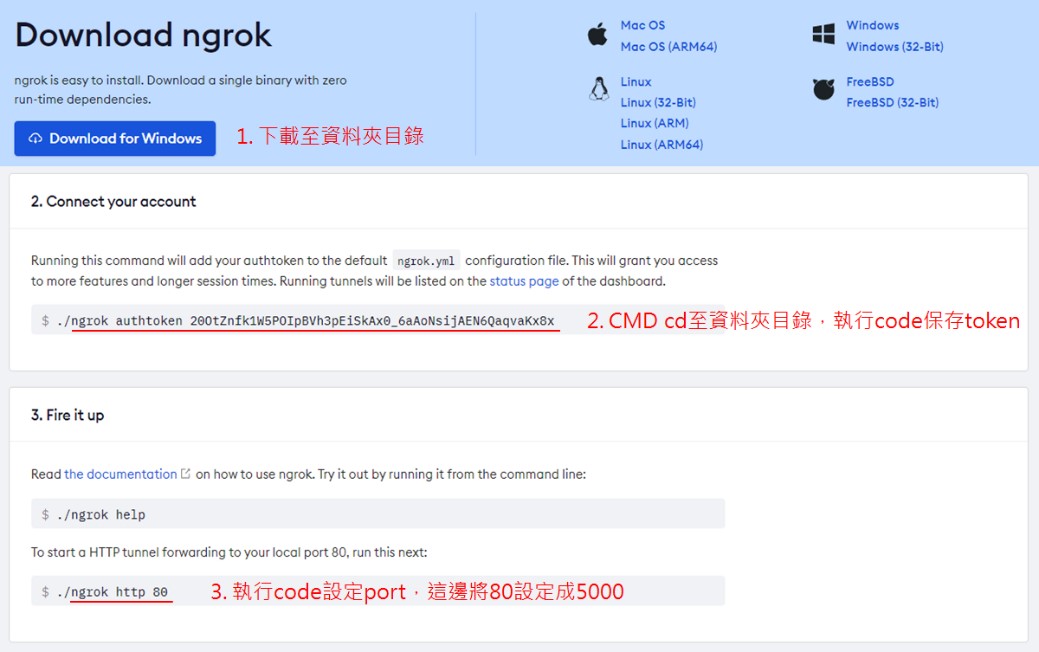 Download ngrok
ngrok is easy to install. Download a single binary with zero
run-time dependencies.
Download for Windows
1. 下載至資料夾目錄
Mac OS
Mac OS (ARM64)
Linux
Linux (32-Bit)
Linux (ARM)
Linux (ARM64)
Windows
Windows (32-Bit)
FreeBSD
FreeBSD (32-Bit)
2. Connect your account
Running this command will add your authtoken to the default ngrok.yml configuration file. This will grant you access
to more features and longer session times. Running tunnels will be listed on the status page of the dashboard.
$ ./ngrok authtoken 20OtZnfk1W5POIpBVh3pEiSkAx0_6aAoNsijAEN6QaqvaKx8x
2. CMD cd至資料夾目錄，執行code保存token
3. Fire it up
Read the documentation on how to use ngrok. Try it out by running it from the command line:
$ ./ngrok help
To start a HTTP tunnel forwarding to your local port 80, run this next:
$ ./ngrok http 80
3. 執行code設定port，這邊將80設定成5000